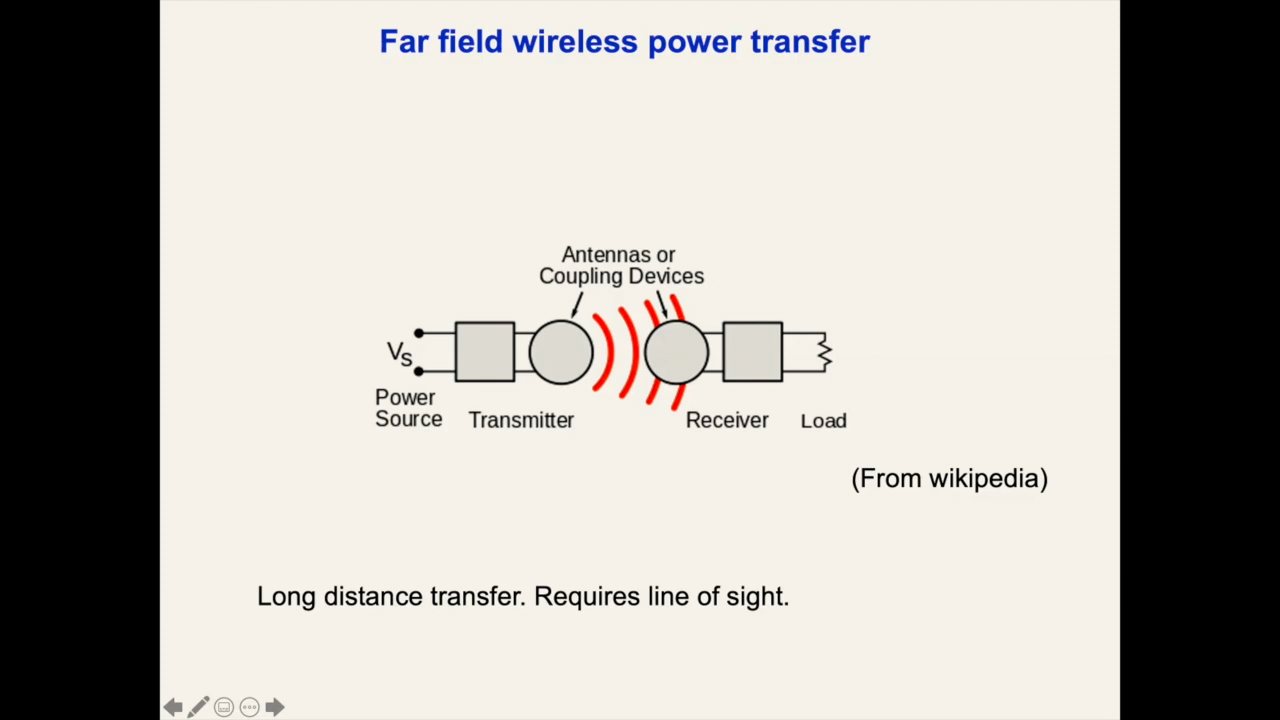 Far field wireless power transfer
Antennas or
Coupling Devices
Vs
Power
Source
Transmitter
Receiver
Load
(From wikipedia)
Long distance transfer. Requires line of sight.